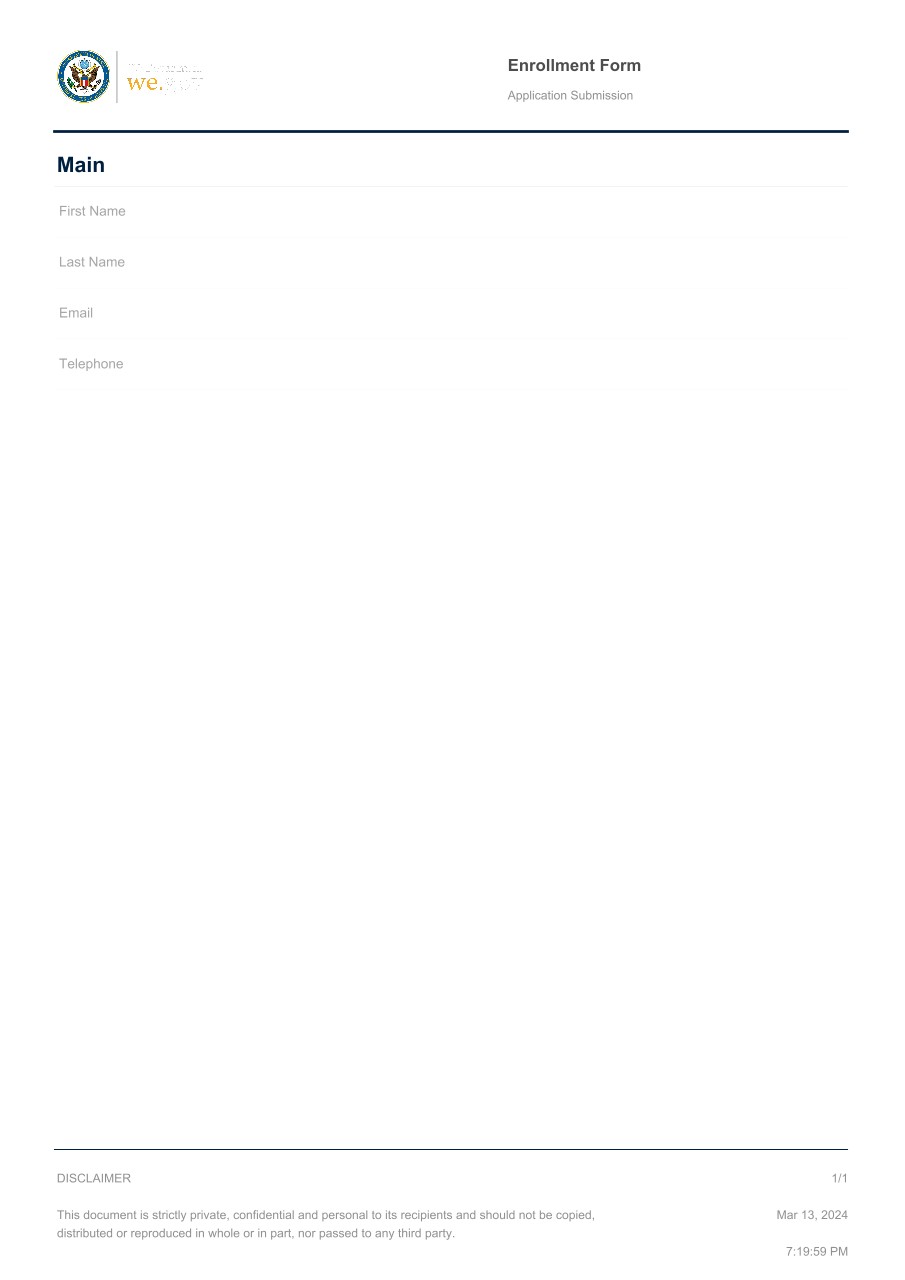 we.gov
Enrollment Form
Application Submission
Main
First Name
Last Name
Email
Telephone
DISCLAIMER
1/1
This document is strictly private, confidential and personal to its recipients and should not be copied,
distributed or reproduced in whole or in part, nor passed to any third party.
Mar 13, 2024
7:19:59 PM